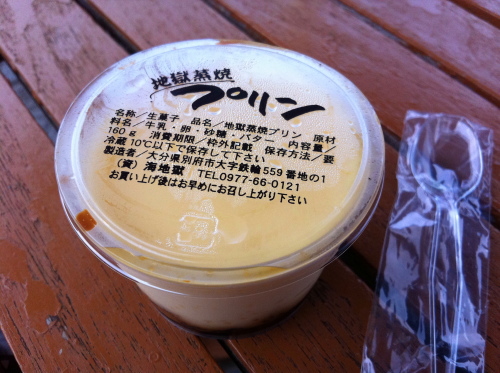 地獄蒸焼
プリン
名称／生菓子 品名／地獄蒸焼プリン 原材
料名／牛乳・卵・砂糖・バター 内容量／
160g 消費期限／枠外記載 保存方法／要
冷蔵10℃以下で保存して下さい
製造者／大分県別府市大字鉄輪559番地の1
(資)海地獄 TEL0977-66-0121
お買い上げ後はお早めにお召し上がり下さい